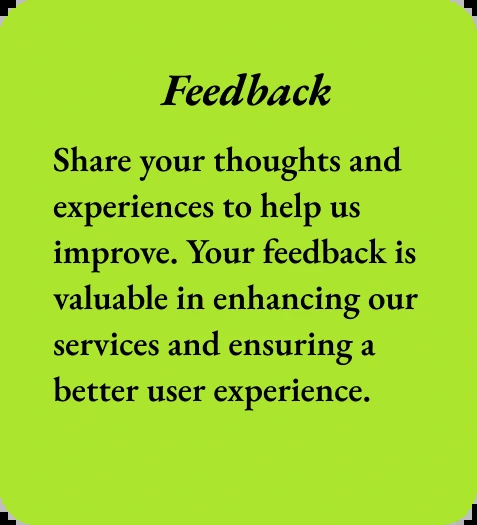 Feedback
Share your thoughts and
experiences to help us
improve. Your feedback is
valuable in enhancing our
services and ensuring a
better user experience.